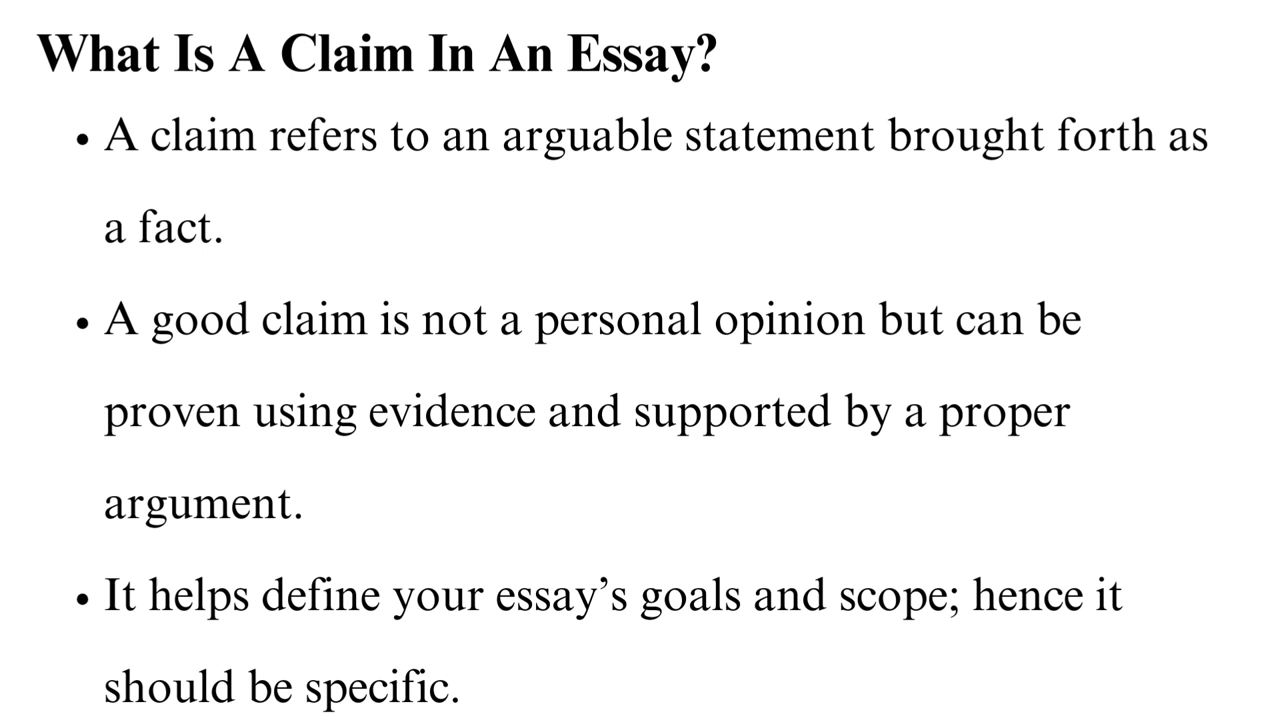 What Is A Claim In An Essay?
• A claim refers to an arguable statement brought forth as
a fact.
• A good claim is not a personal opinion but can be
proven using evidence and supported by a proper
argument.
• It helps define your essay’s goals and scope; hence it
should be specific.